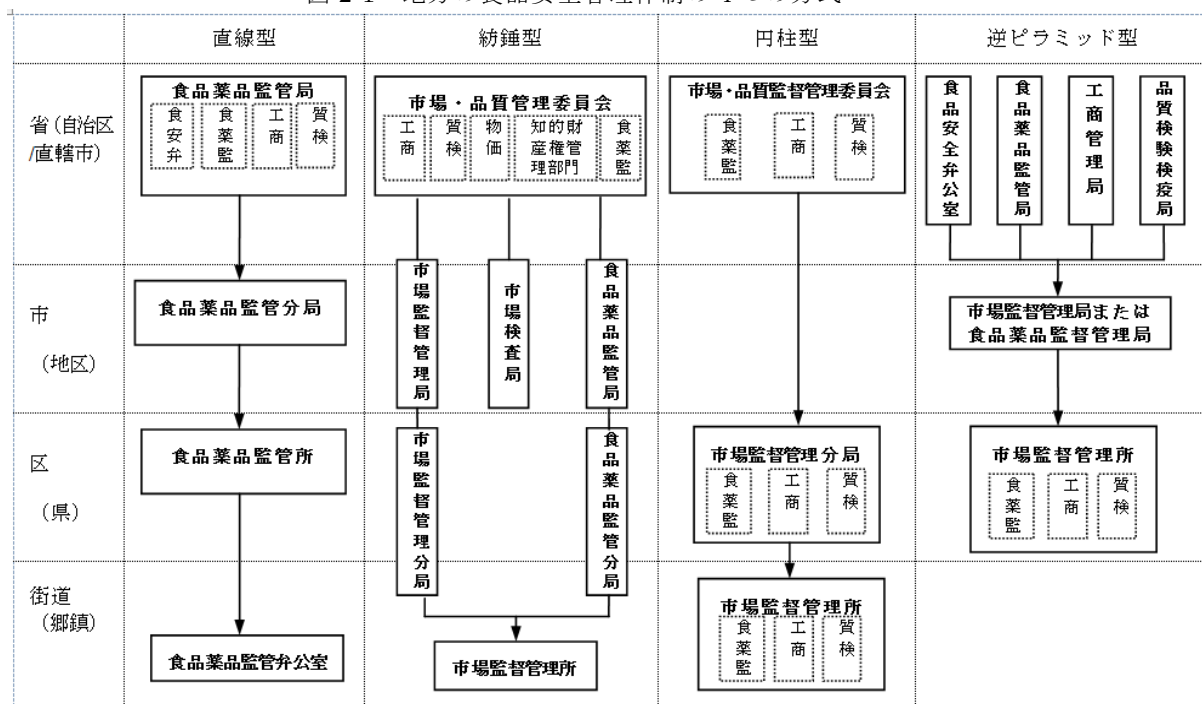 直線型 紡錘型 円柱型 逆ピラミッド型
省(自治区/直轄市)
食品薬品監管局
食安弁
食薬監
工商
質検
市場・品質管理委員会
工商
質検
物価
知的財産権管理部門
食薬監
市場・品質監督管理委員会
食薬監
工商
質検
食品安全弁公室
食品薬品監管局
工商管理局
品質検験検疫局
市
(地区)
食品薬品監管分局
市場監督管理局
市場検査局
食品薬品監管局
市場監督管理局または
食品薬品監督管理局
区
(県)
食品薬品監管所
市場監督管理分局
食品薬品監管分局
市場監督管理分局
食薬監
工商
質検
市場監督管理所
食薬監
工商
質検
街道
(郷鎮)
食品薬品監管弁公室
市場監督管理所
市場監督管理所
食薬監
工商
質検